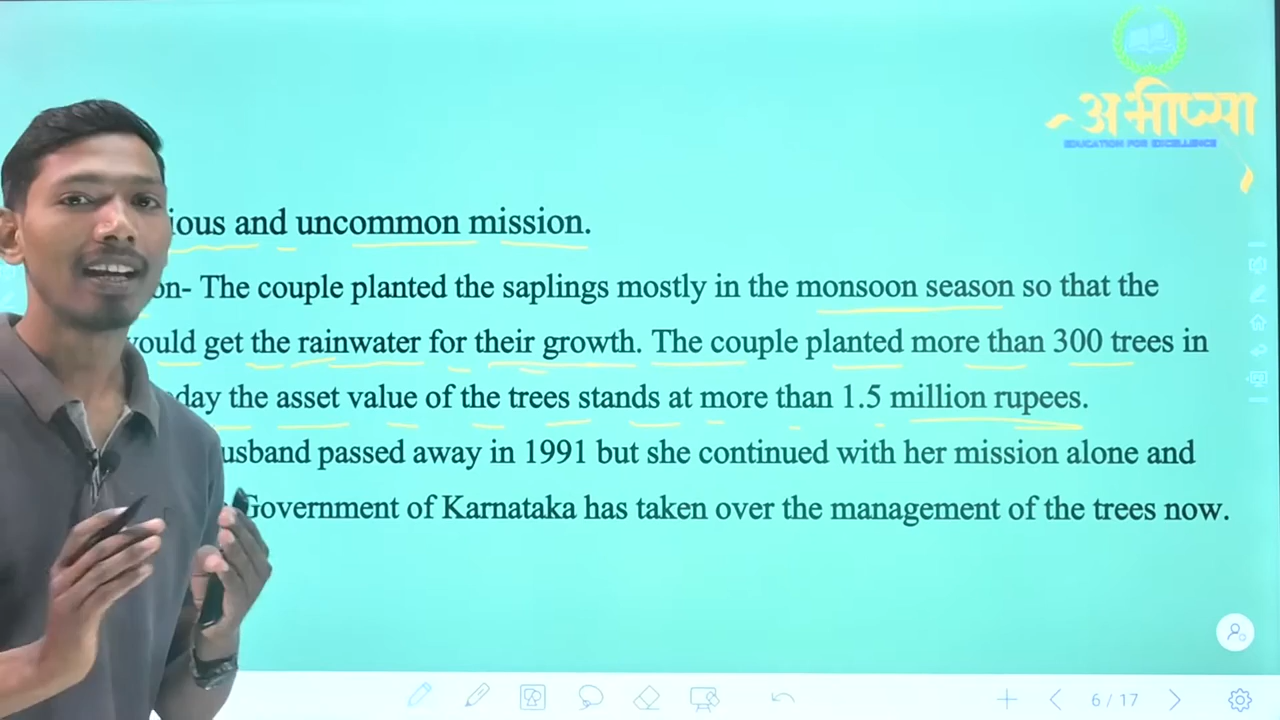 अभीप्सा
EDUCATION FOR EXCELLENCE
ious and uncommon mission.
on- The couple planted the saplings mostly in the monsoon season so that the
would get the rainwater for their growth. The couple planted more than 300 trees in
day the asset value of the trees stands at more than 1.5 million rupees.
usband passed away in 1991 but she continued with her mission alone and
Government of Karnataka has taken over the management of the trees now.
6 / 17